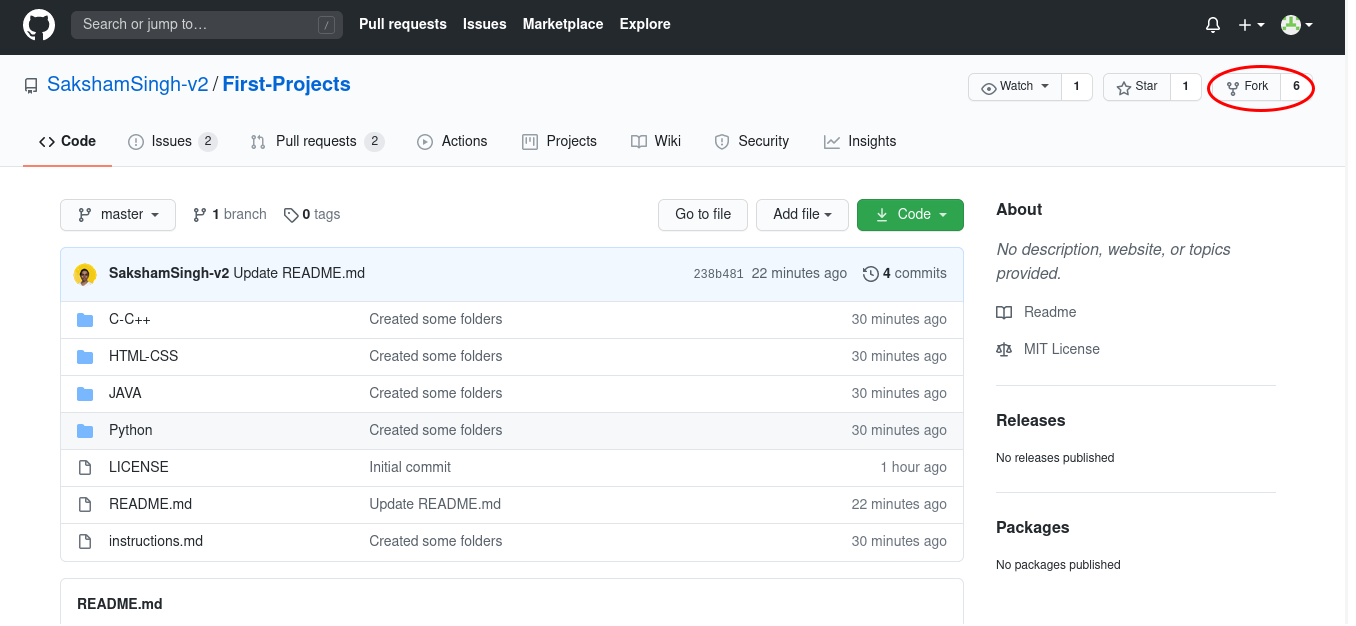 Search or jump to… / Pull requests Issues Marketplace Explore
SakshamSingh-v2 / First-Projects Watch 1 Star 1 Fork 6
Code Issues 2 Pull requests 2 Actions Projects Wiki Security Insights
master 1 branch 0 tags Go to file Add file Code
SakshamSingh-v2 Update README.md 238b481 22 minutes ago 4 commits
C-C++ Created some folders 30 minutes ago
HTML-CSS Created some folders 30 minutes ago
JAVA Created some folders 30 minutes ago
Python Created some folders 30 minutes ago
LICENSE Initial commit 1 hour ago
README.md Update README.md 22 minutes ago
instructions.md Created some folders 30 minutes ago
README.md
About
No description, website, or topics
provided.
Readme
MIT License
Releases
No releases published
Packages
No packages published